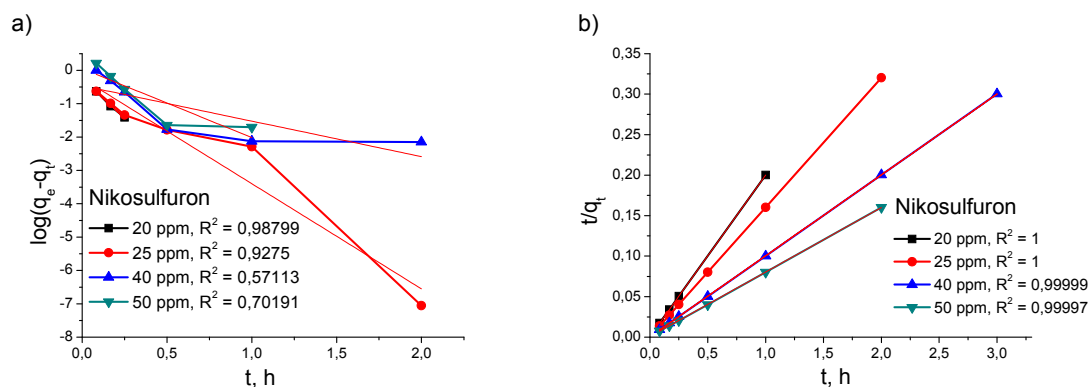 a)
0
-1
-2
-3
-4
-5
-6
-7
-8
log(qₑ-qₜ)
Nikosulfuron
20 ppm, R² = 0,98799
25 ppm, R² = 0,9275
40 ppm, R² = 0,57113
50 ppm, R² = 0,70191
0,0 0,5 1,0 1,5 2,0
t, h
b)
0,35
0,30
0,25
0,20
0,15
0,10
0,05
0,00
t/qₜ
Nikosulfuron
20 ppm, R² = 1
25 ppm, R² = 1
40 ppm, R² = 0,99999
50 ppm, R² = 0,99997
0,0 0,5 1,0 1,5 2,0 2,5 3,0
t, h